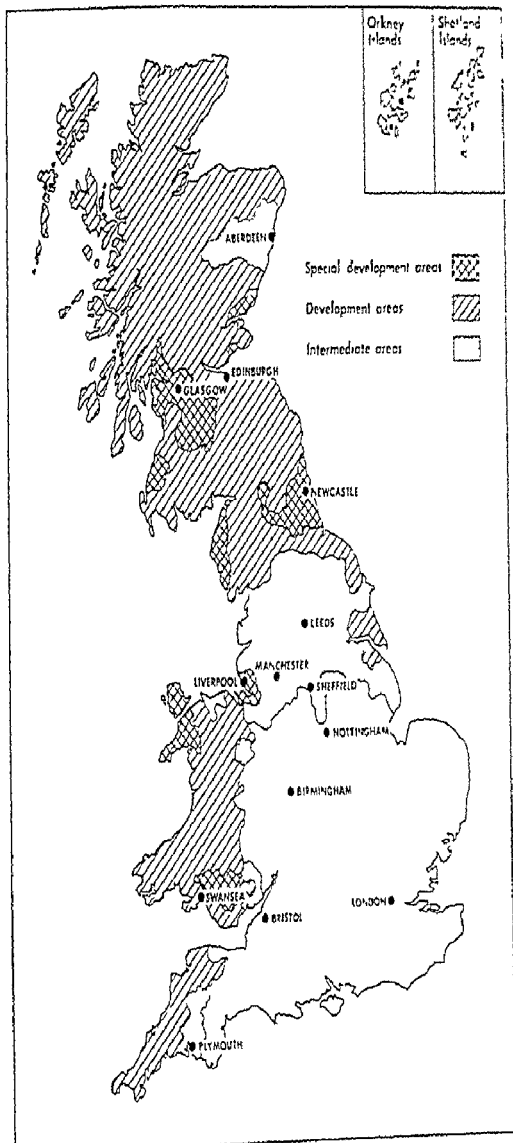 Orkney
Islands
Shetland
Islands
ABERDEEN
Special development areas
Development areas
Intermediate areas
EDINBURGH
GLASGOW
NEWCASTLE
LEEDS
MANCHESTER
LIVERPOOL
SHEFFIELD
NOTTINGHAM
BIRMINGHAM
SWANSEA
LONDON
BRISTOL
PLYMOUTH